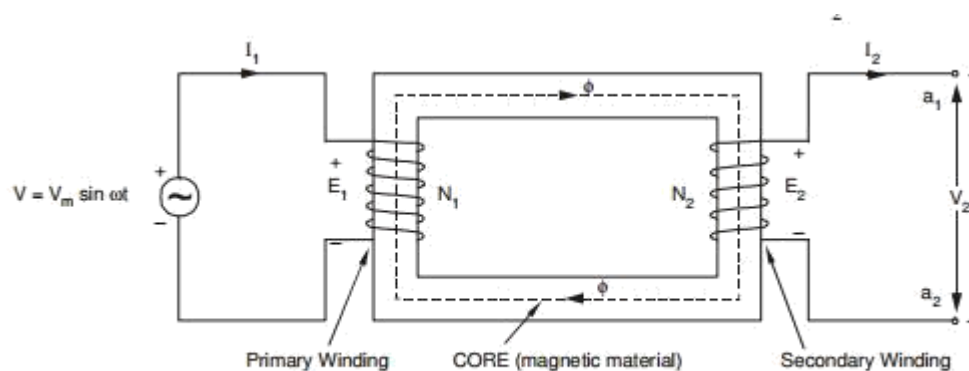 I₁
I₂
ϕ
a₁
+
+
+
V = Vₘ sin ωt
E₁
N₁
N₂
E₂
V₂
–
–
–
ϕ
a₂
Primary Winding
CORE (magnetic material)
Secondary Winding